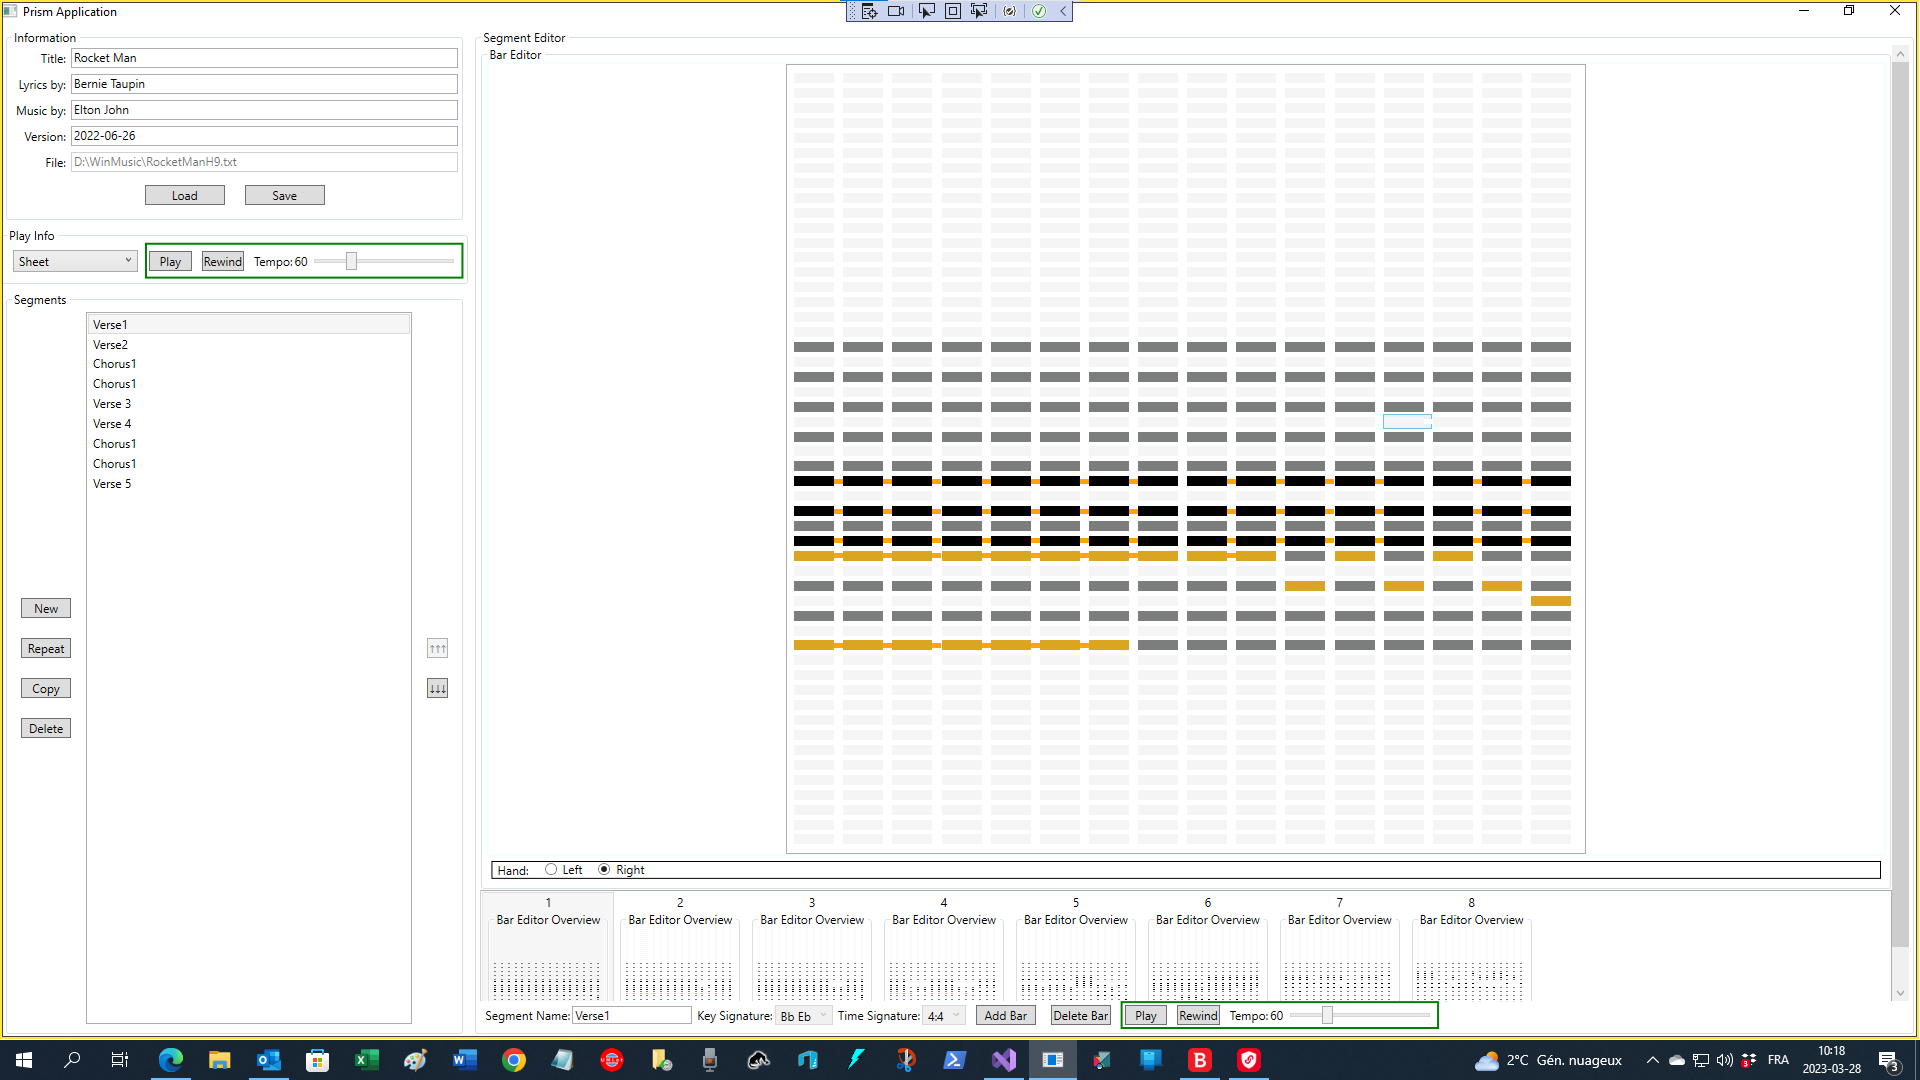 Prism Application
Information
Title: Rocket Man
Lyrics by: Bernie Taupin
Music by: Elton John
Version: 2022-06-26
File: D:\WinMusic\RocketManH9.txt
Load Save
Play Info
Sheet Play Rewind Tempo: 60
Segments
Verse1
Verse2
Chorus1
Chorus1
Verse 3
Verse 4
Chorus1
Chorus1
Verse 5
New
Repeat ↑↑↑
Copy ↓↓↓
Delete
Segment Editor
Bar Editor
Hand: Left Right
1 2 3 4 5 6 7 8
Bar Editor Overview Bar Editor Overview Bar Editor Overview Bar Editor Overview Bar Editor Overview Bar Editor Overview Bar Editor Overview Bar Editor Overview
Segment Name: Verse1 Key Signature: Bb Eb Time Signature: 4:4 Add Bar Delete Bar Play Rewind Tempo: 60
2°C Gén. nuageux FRA 10:18
2023-03-28 3